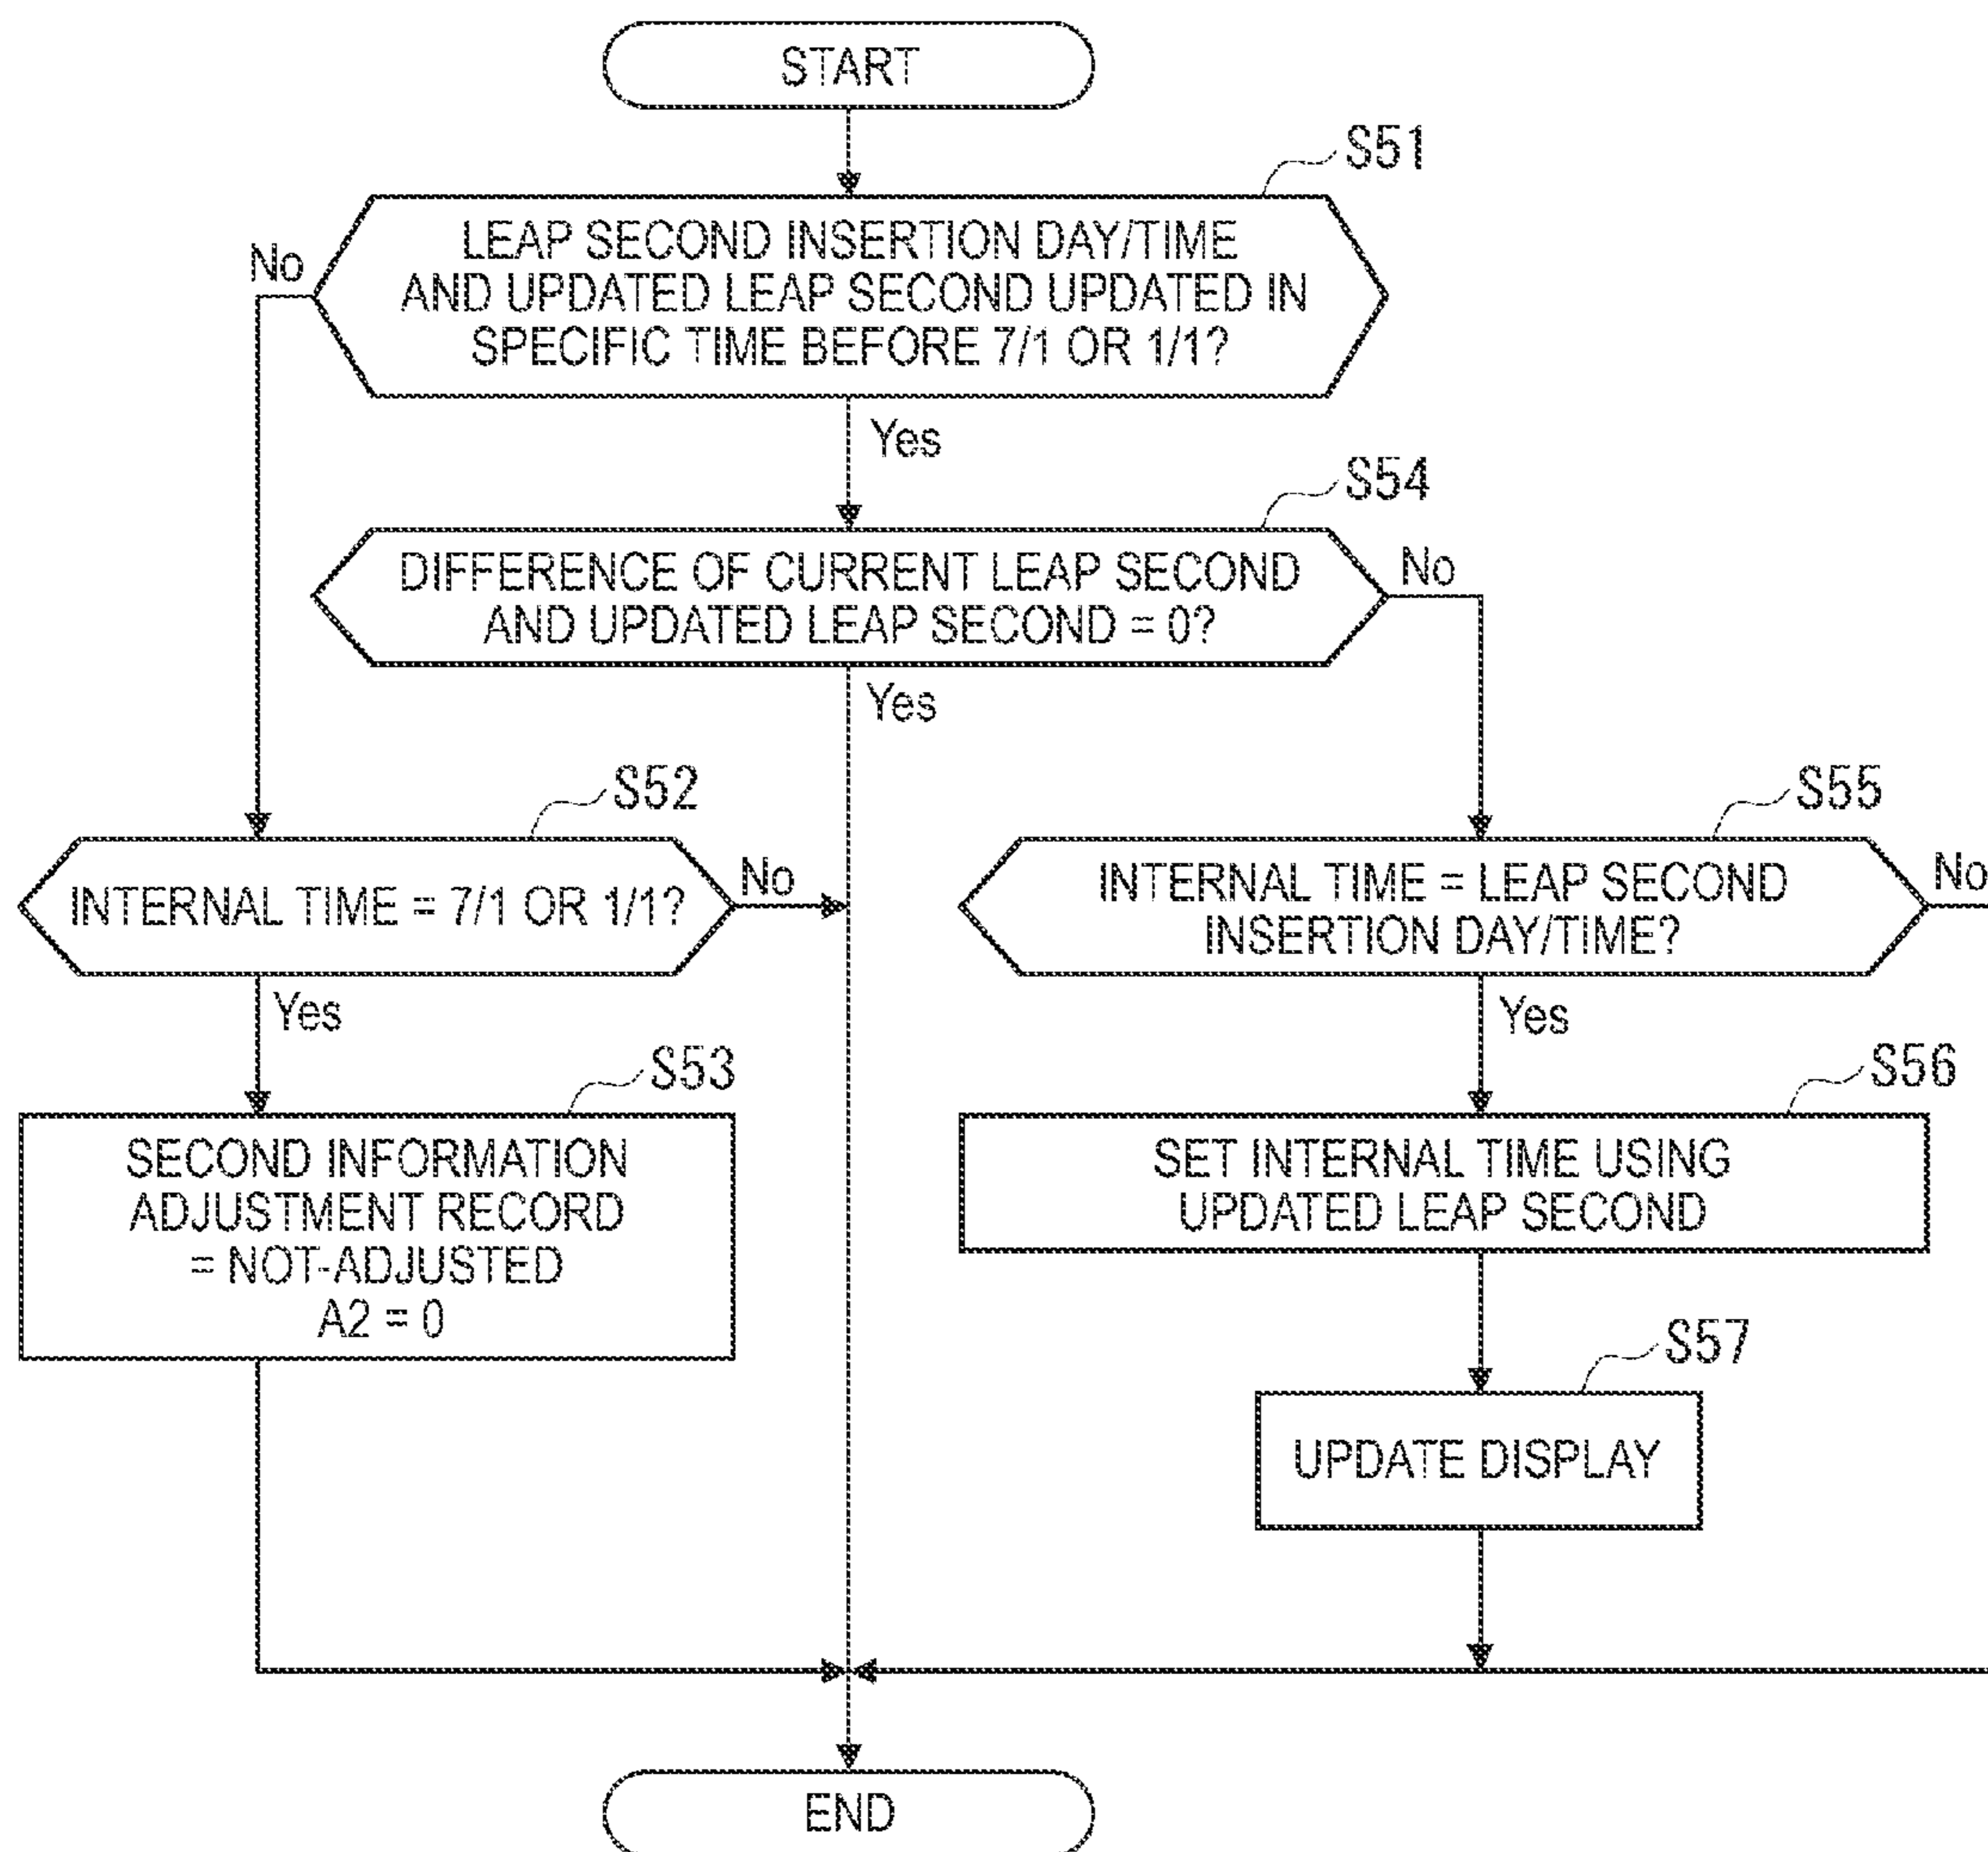 START
S51
LEAP SECOND INSERTION DAY/TIME
AND UPDATED LEAP SECOND UPDATED IN
SPECIFIC TIME BEFORE 7/1 OR 1/1?
No
Yes
S54
DIFFERENCE OF CURRENT LEAP SECOND
AND UPDATED LEAP SECOND = 0?
No
Yes
S52
INTERNAL TIME = 7/1 OR 1/1?
No
Yes
S55
INTERNAL TIME = LEAP SECOND
INSERTION DAY/TIME?
No
Yes
S53
SECOND INFORMATION
ADJUSTMENT RECORD
= NOT-ADJUSTED
A2 = 0
S56
SET INTERNAL TIME USING
UPDATED LEAP SECOND
S57
UPDATE DISPLAY
END